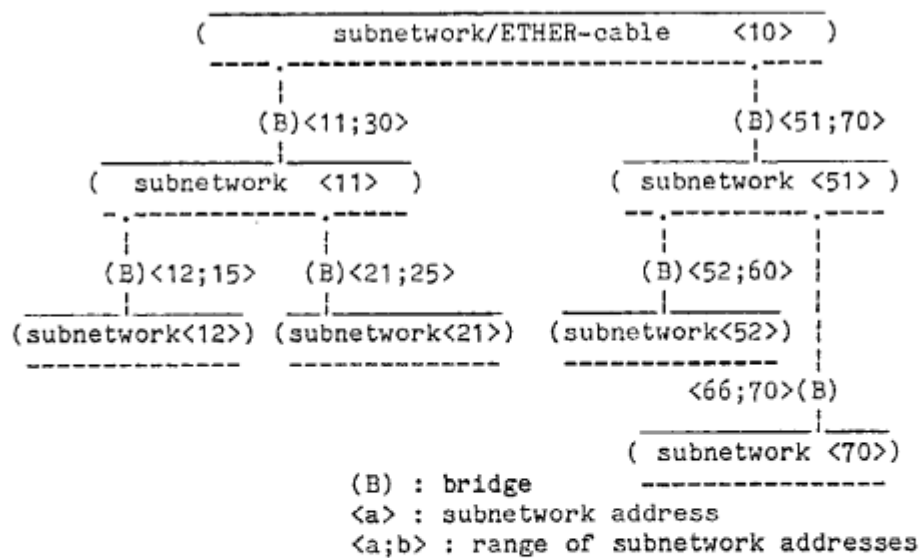 ( subnetwork/ETHER-cable <10> )
(B)<11;30> (B)<51;70>
( subnetwork <11> ) ( subnetwork <51> )
(B)<12;15> (B)<21;25> (B)<52;60>
(subnetwork<12>) (subnetwork<21>) (subnetwork<52>)
<66;70>(B)
( subnetwork <70>)
(B) : bridge
<a> : subnetwork address
<a;b> : range of subnetwork addresses